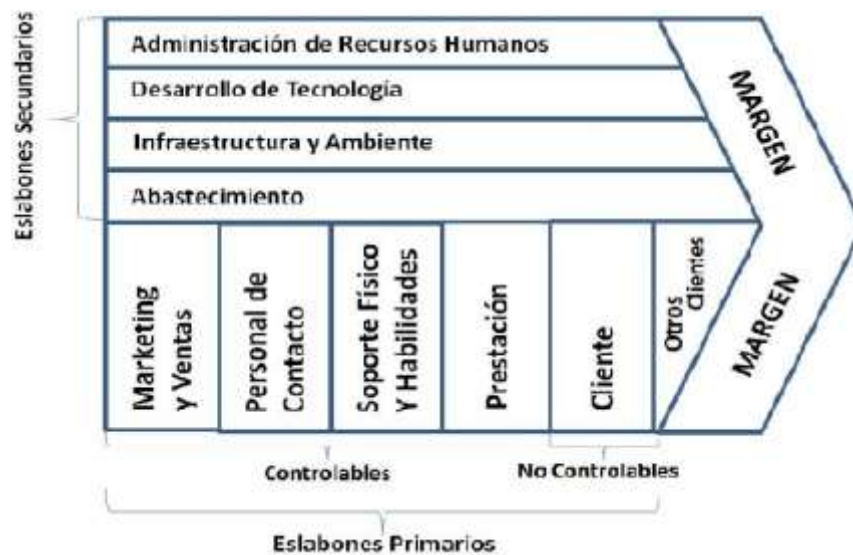 Eslabones Secundarios
Administración de Recursos Humanos
Desarrollo de Tecnología
Infraestructura y Ambiente
Abastecimiento
Marketing
y Ventas
Personal de
Contacto
Soporte Físico
Y Habilidades
Prestación
Cliente
Otros
Clientes
MARGEN
MARGEN
Controlables
No Controlables
Eslabones Primarios